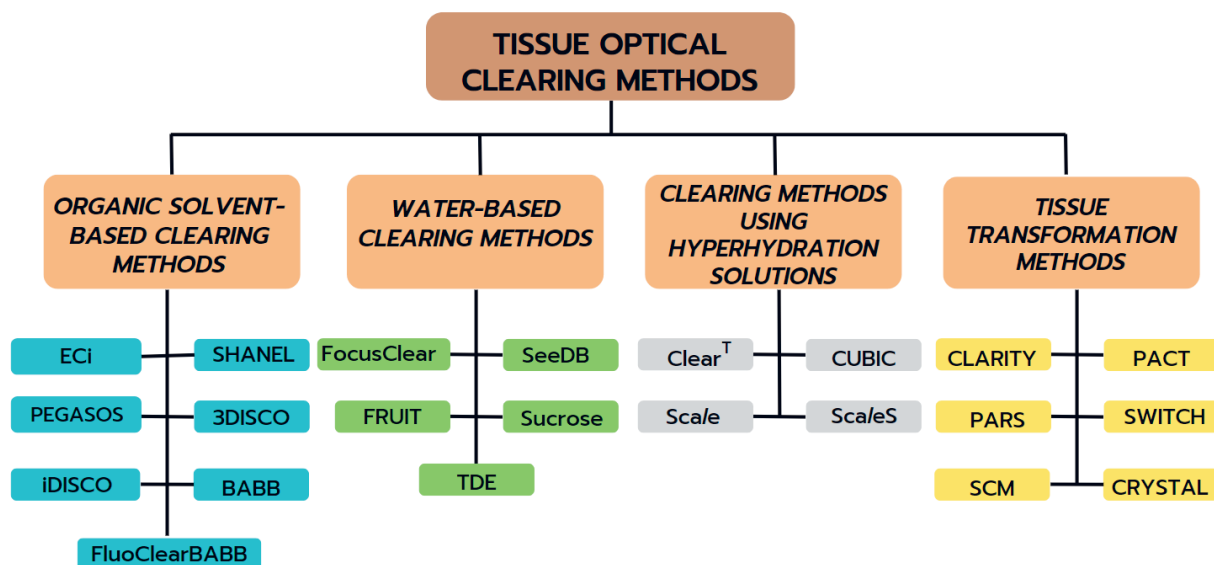 TISSUE OPTICAL
CLEARING METHODS
ORGANIC SOLVENT-
BASED CLEARING
METHODS
WATER-BASED
CLEARING METHODS
CLEARING METHODS
USING
HYPERHYDRATION
SOLUTIONS
TISSUE
TRANSFORMATION
METHODS
ECi
SHANEL
PEGASOS
3DISCO
iDISCO
BABB
FluoClearBABB
FocusClear
SeeDB
FRUIT
Sucrose
TDE
Clear^T
CUBIC
Scale
ScaleS
CLARITY
PACT
PARS
SWITCH
SCM
CRYSTAL